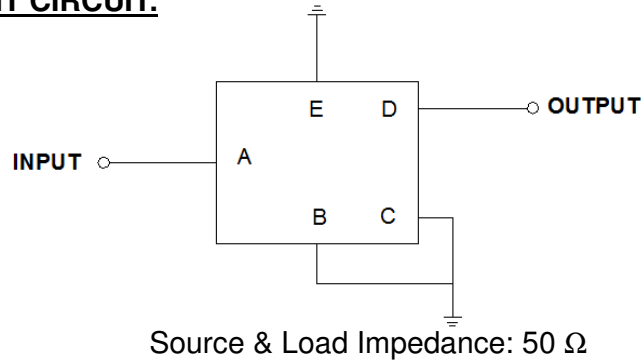 T CIRCUIT:
E D
OUTPUT
INPUT
A
B C
Source & Load Impedance: 50 Ω